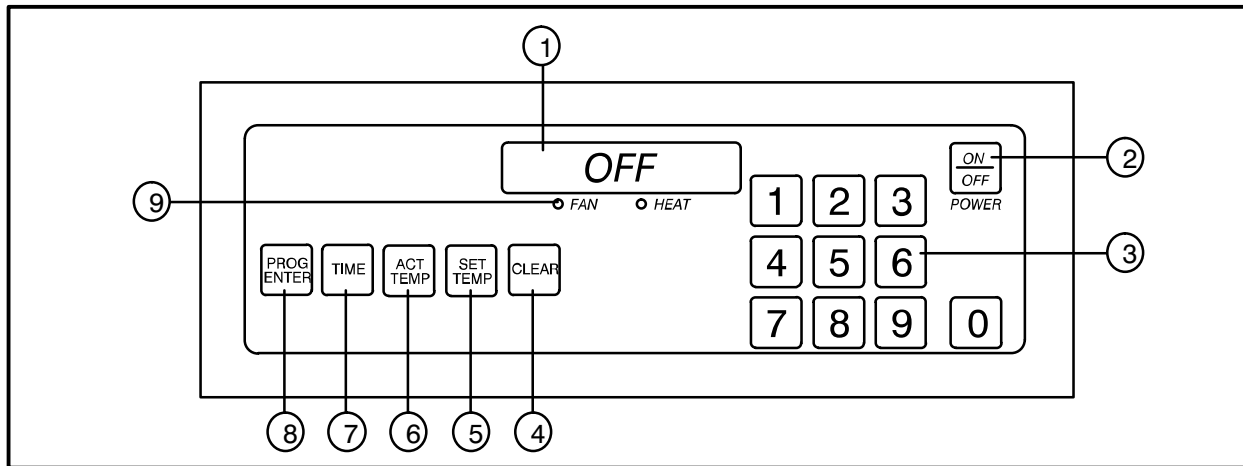 1
OFF
ON
OFF
POWER
2
9
FAN HEAT
1 2 3
PROG
ENTER
TIME
ACT
TEMP
SET
TEMP
CLEAR
4 5 6
3
7 8 9 0
8 7 6 5 4